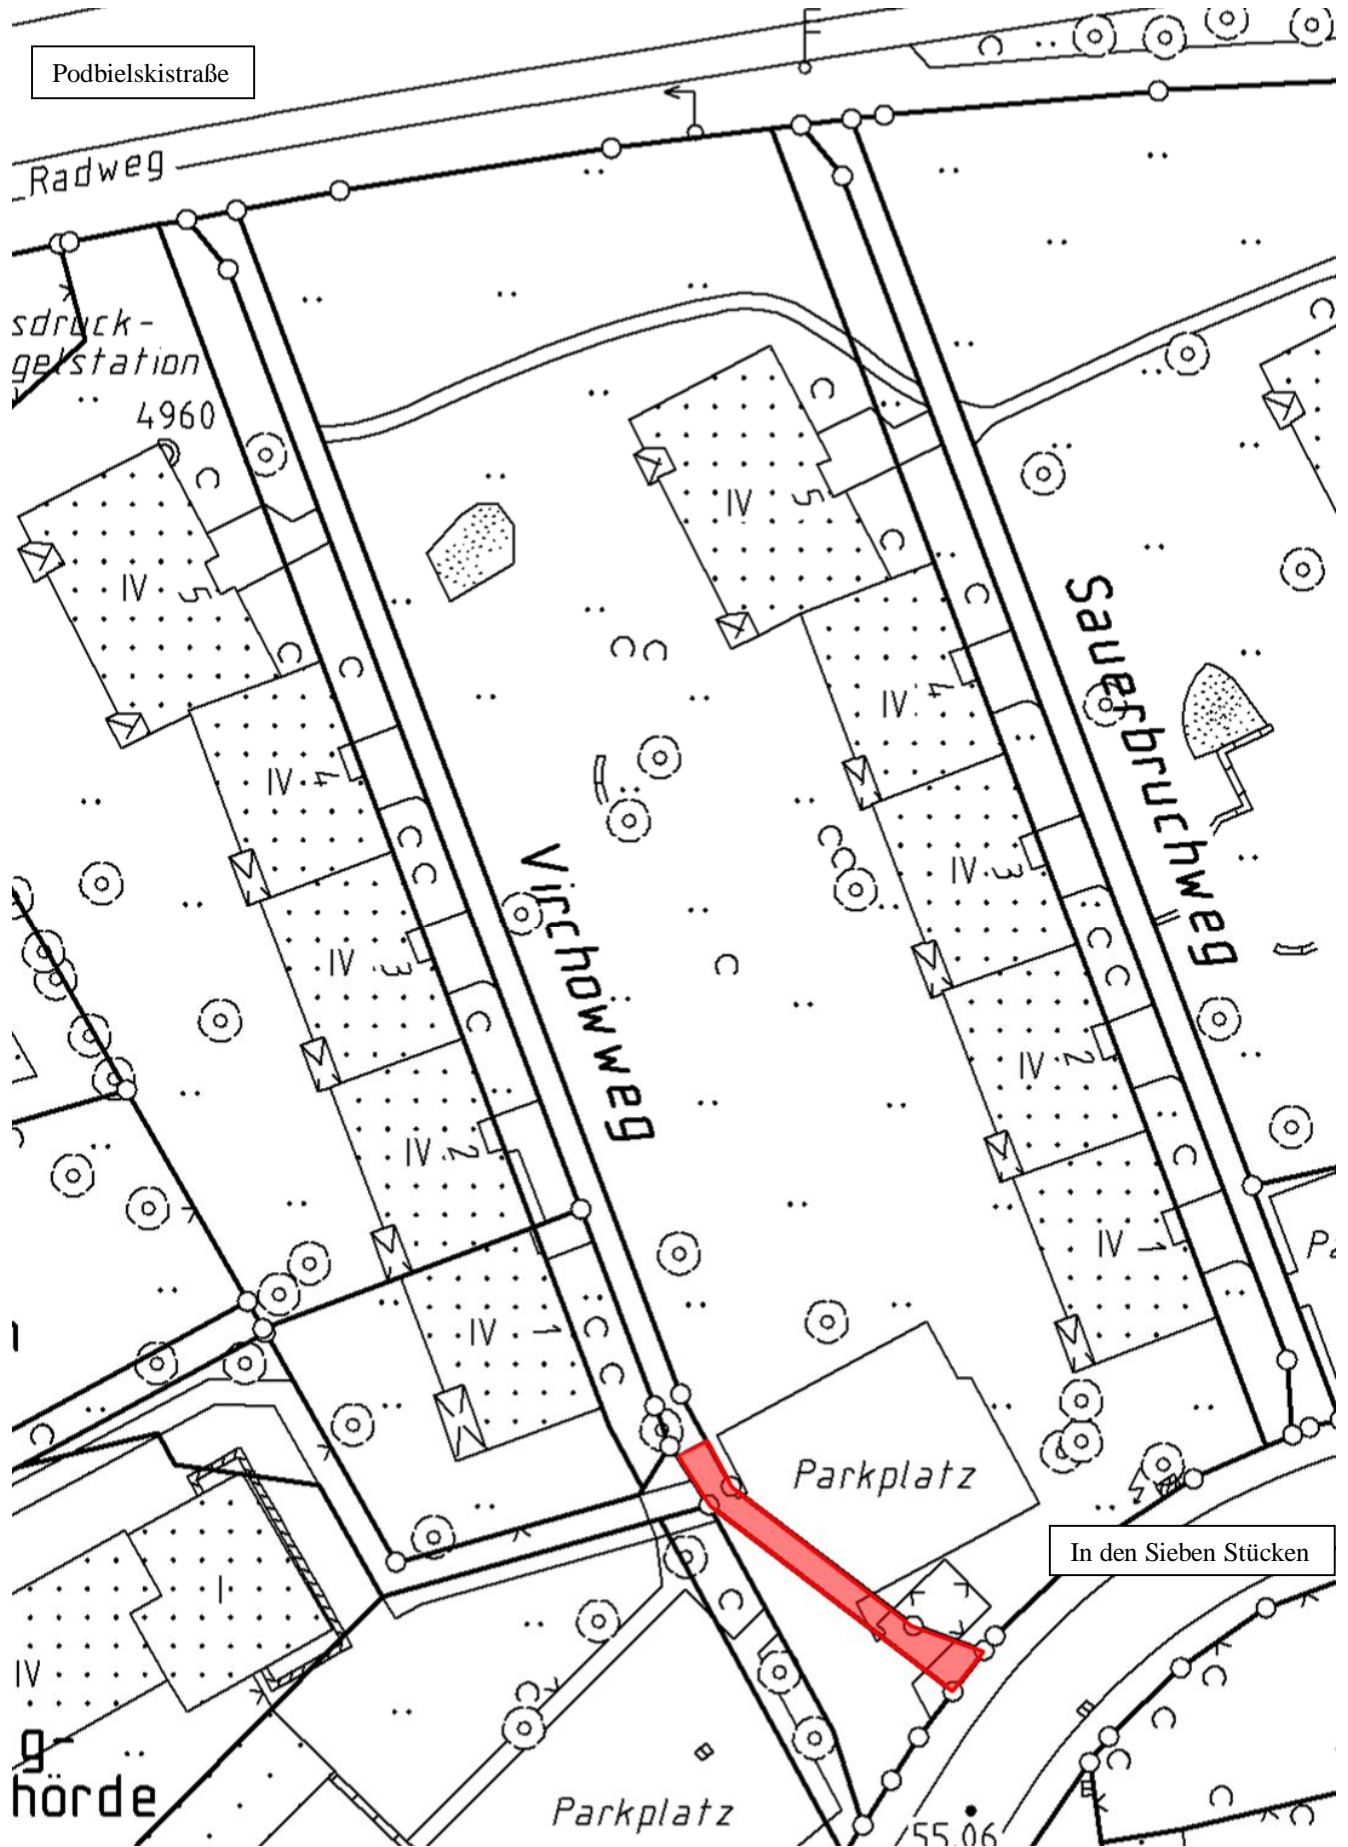 Podbielskistraße
Radweg
sdruck-
gelstation
4960
IV 5
IV 5
IV 4
IV 4
IV 3
IV 3
IV 2
IV 2
IV 1
IV 1
Virchowweg
Sauerbruchweg
Parkplatz
In den Sieben Stücken
I
IV
g-
hörde
Parkplatz
55.06